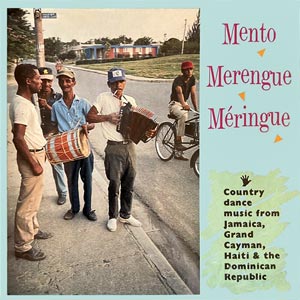 Mento
Merengue
Méringue
Country
dance
music from
Jamaica,
Grand
Cayman,
Haiti & the
Dominican
Republic